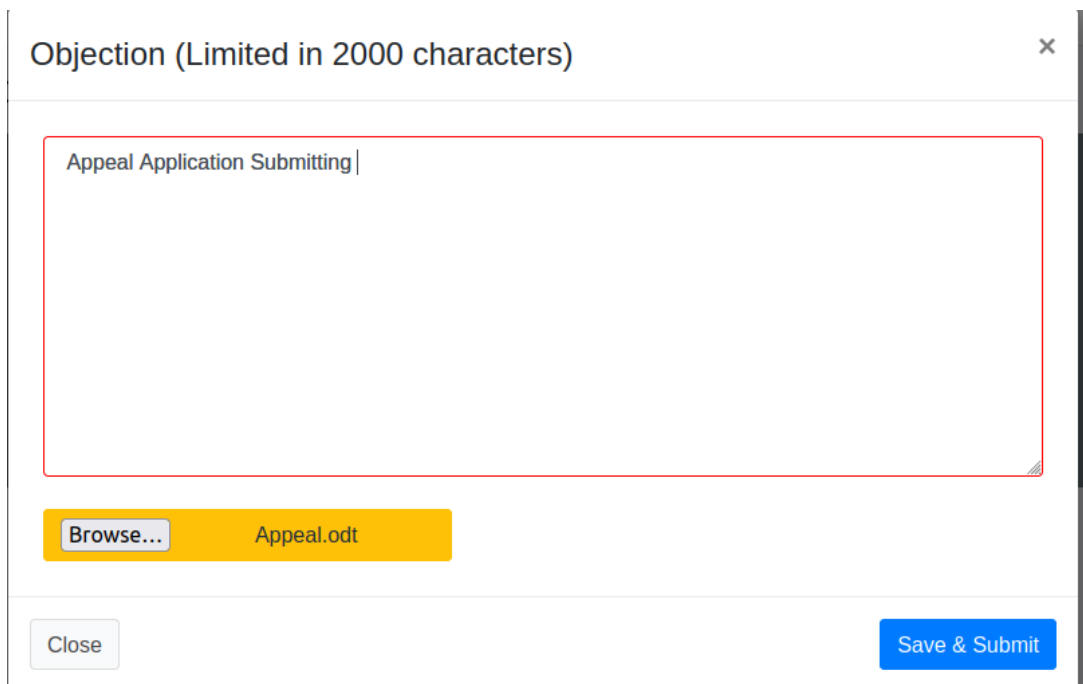 Objection (Limited in 2000 characters)
×
Appeal Application Submitting
Browse... Appeal.odt
Close Save & Submit